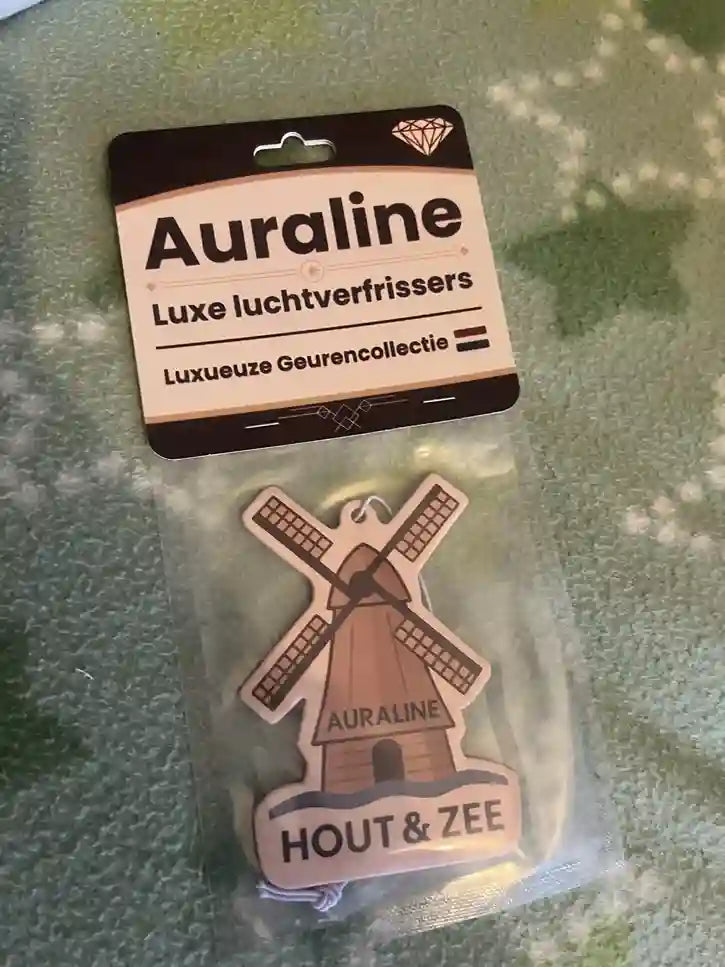 Auraline
Luxe luchtverfrissers
Luxueuze Geurencollectie
AURALINE
HOUT & ZEE